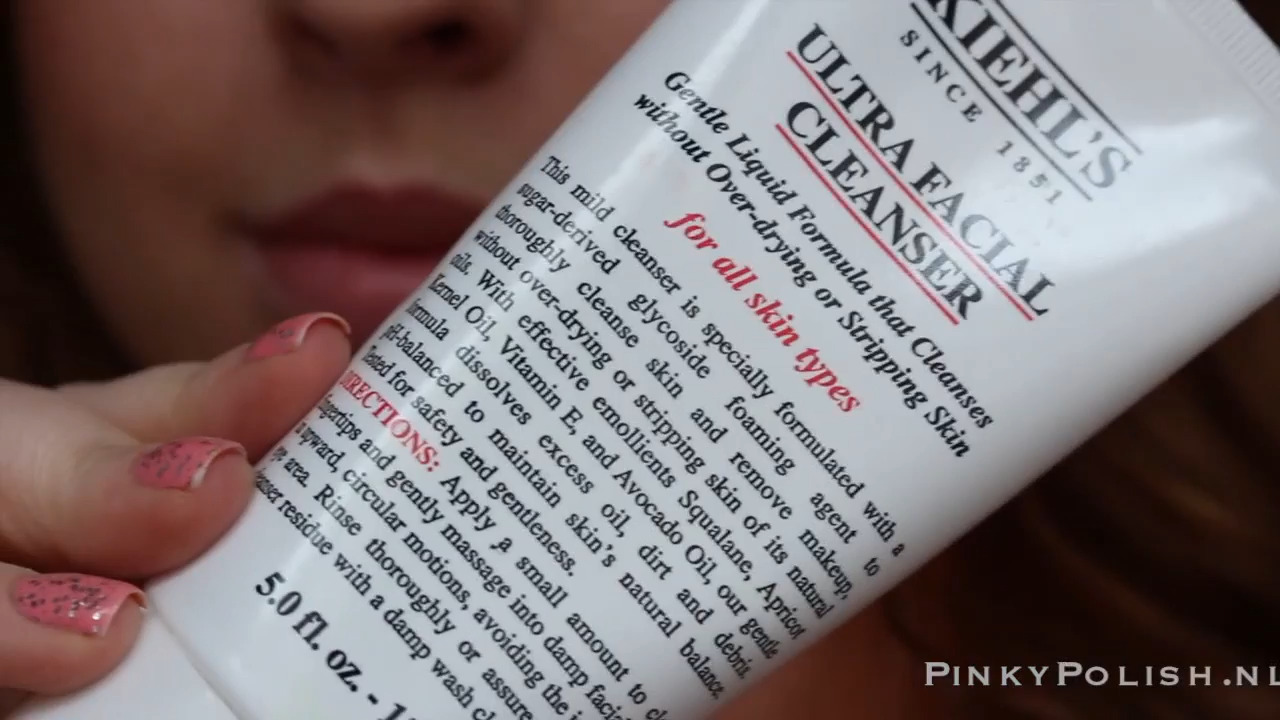 KIEHL'S
SINCE 1851
ULTRA FACIAL
CLEANSER
Gentle Liquid Formula that Cleanses
without Over-drying or Stripping Skin
for all skin types
This mild cleanser is specially formulated with a
sugar-derived glycoside foaming agent to
thoroughly cleanse skin and remove makeup,
without over-drying or stripping skin of its natural
oils. With effective emollients Squalane, Apricot
Kernel Oil, Vitamin E, and Avocado Oil, our gentle
formula dissolves excess oil, dirt and debris.
pH-balanced to maintain skin's natural balance.
Tested for safety and gentleness.
DIRECTIONS: Apply a small amount to
fingertips and gently massage into damp
upward, circular motions, avoiding the
area. Rinse thoroughly or
residue with a damp wash
5.0 fl. oz. -
PINKYPOLISH.NL